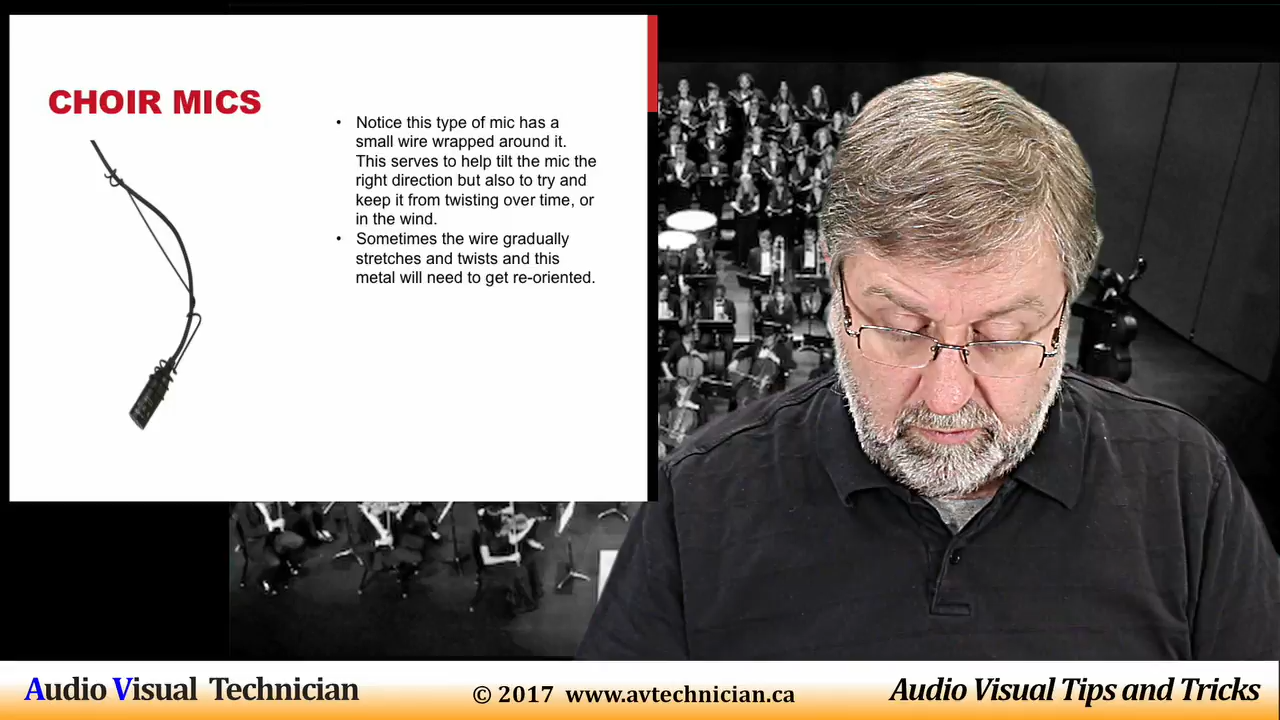 CHOIR MICS
• Notice this type of mic has a
small wire wrapped around it.
This serves to help tilt the mic the
right direction but also to try and
keep it from twisting over time, or
in the wind.
• Sometimes the wire gradually
stretches and twists and this
metal will need to get re-oriented.
Audio Visual Technician
© 2017 www.avtechnician.ca
Audio Visual Tips and Tricks